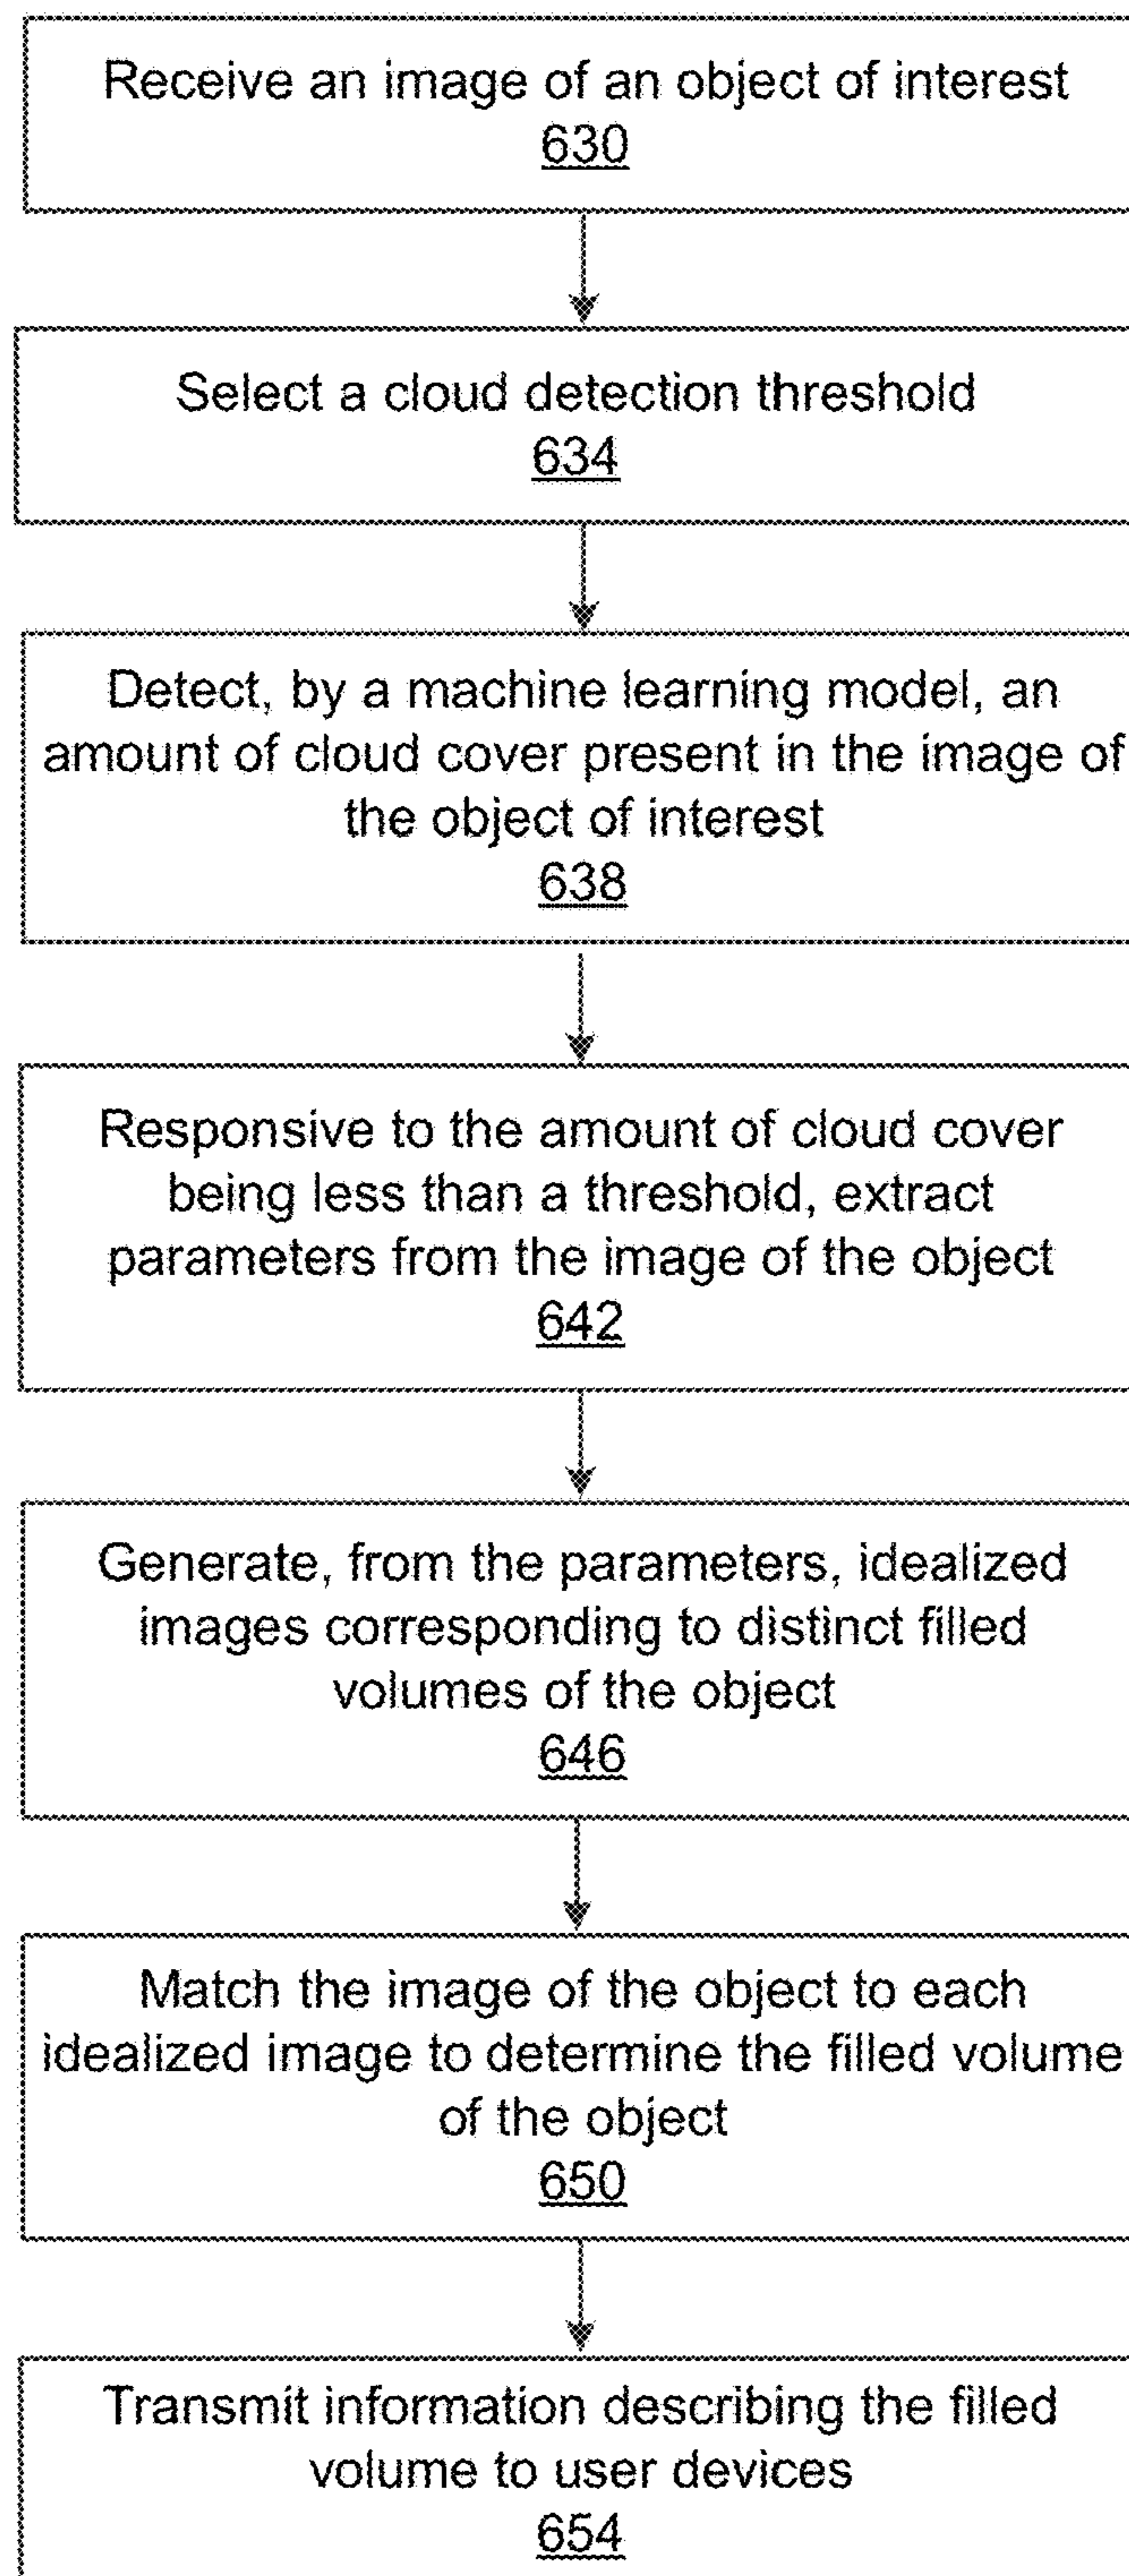 Receive an image of an object of interest
630
Select a cloud detection threshold
634
Detect, by a machine learning model, an
amount of cloud cover present in the image of
the object of interest
638
Responsive to the amount of cloud cover
being less than a threshold, extract
parameters from the image of the object
642
Generate, from the parameters, idealized
images corresponding to distinct filled
volumes of the object
646
Match the image of the object to each
idealized image to determine the filled volume
of the object
650
Transmit information describing the filled
volume to user devices
654